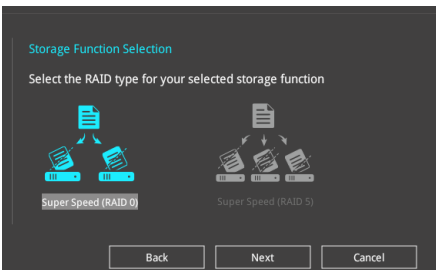 Storage Function Selection
Select the RAID type for your selected storage function
Super Speed (RAID 0)
Super Speed (RAID 5)
Back
Next
Cancel